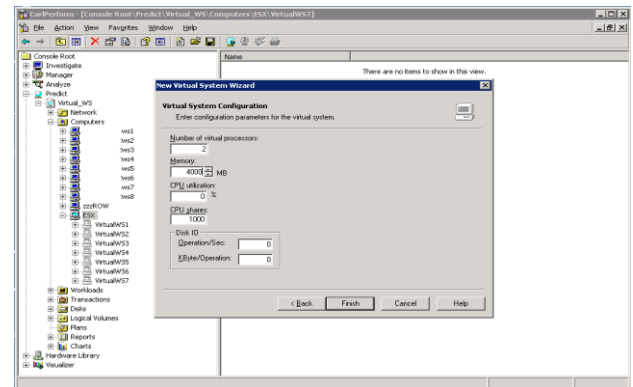 CarlPerform - [Console Root\Predict\Virtual_WS\Computers\ESX\VirtualWS7]
File Action View Favorites Window Help
Console Root
Investigate
Manager
Analyze
Predict
Virtual_WS
Network
Computers
ws1
ws2
ws3
ws4
ws5
ws6
ws7
ws8
zzzROW
ESX
VirtualWS1
VirtualWS2
VirtualWS3
VirtualWS4
VirtualWS5
VirtualWS6
VirtualWS7
Workloads
Transactions
Disks
Logical Volumes
Plans
Reports
Charts
Hardware Library
Visualizer
Name
There are no items to show in this view.
New Virtual System Wizard
Virtual System Configuration
Enter configuration parameters for the virtual system.
Number of virtual processors:
2
Memory:
4000 MB
CPU utilization:
0 %
CPU shares:
1000
Disk IO
Operation/Sec: 0
KByte/Operation: 0
< Back Finish Cancel Help